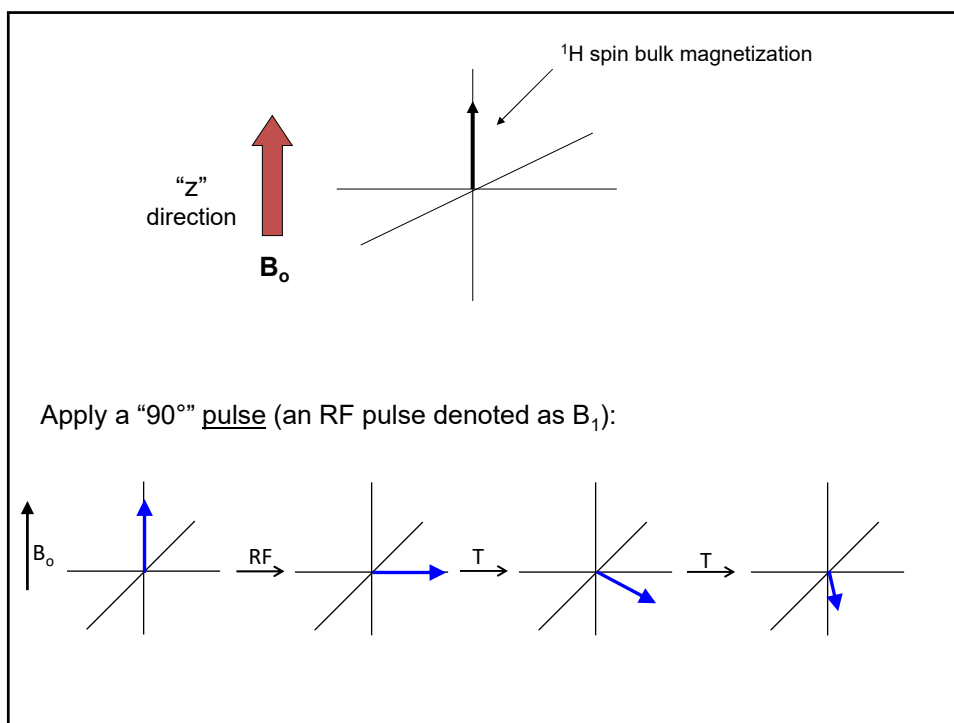 ¹H spin bulk magnetization
“z”
direction
Bₒ
Apply a “90°” pulse (an RF pulse denoted as B₁):
Bₒ
RF
T
T